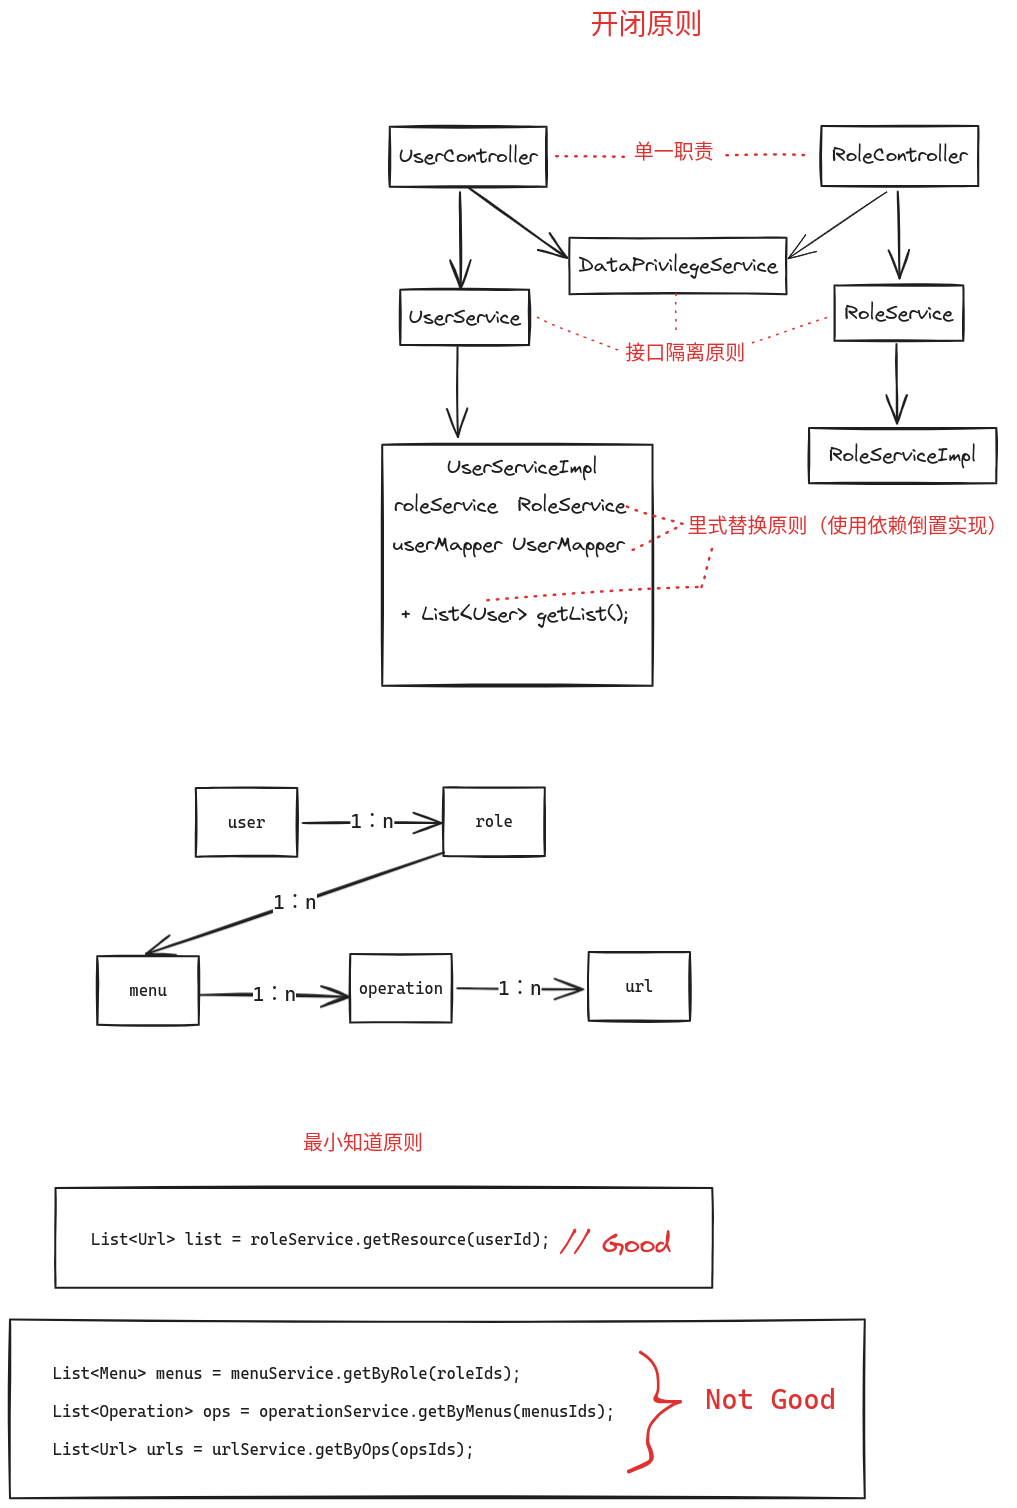 开闭原则
UserController
单一职责
RoleController
DataPrivilegeService
UserService
RoleService
接口隔离原则
RoleServiceImpl
UserServiceImpl
roleService RoleService
userMapper UserMapper
里式替换原则（使用依赖倒置实现）
+ List<User> getList();
user
1：n
role
1：n
menu
1：n
operation
1：n
url
最小知道原则
List<Url> list = roleService.getResource(userId); // Good
List<Menu> menus = menuService.getByRole(roleIds);
List<Operation> ops = operationService.getByMenus(menusIds);
List<Url> urls = urlService.getByOps(opsIds);
Not Good